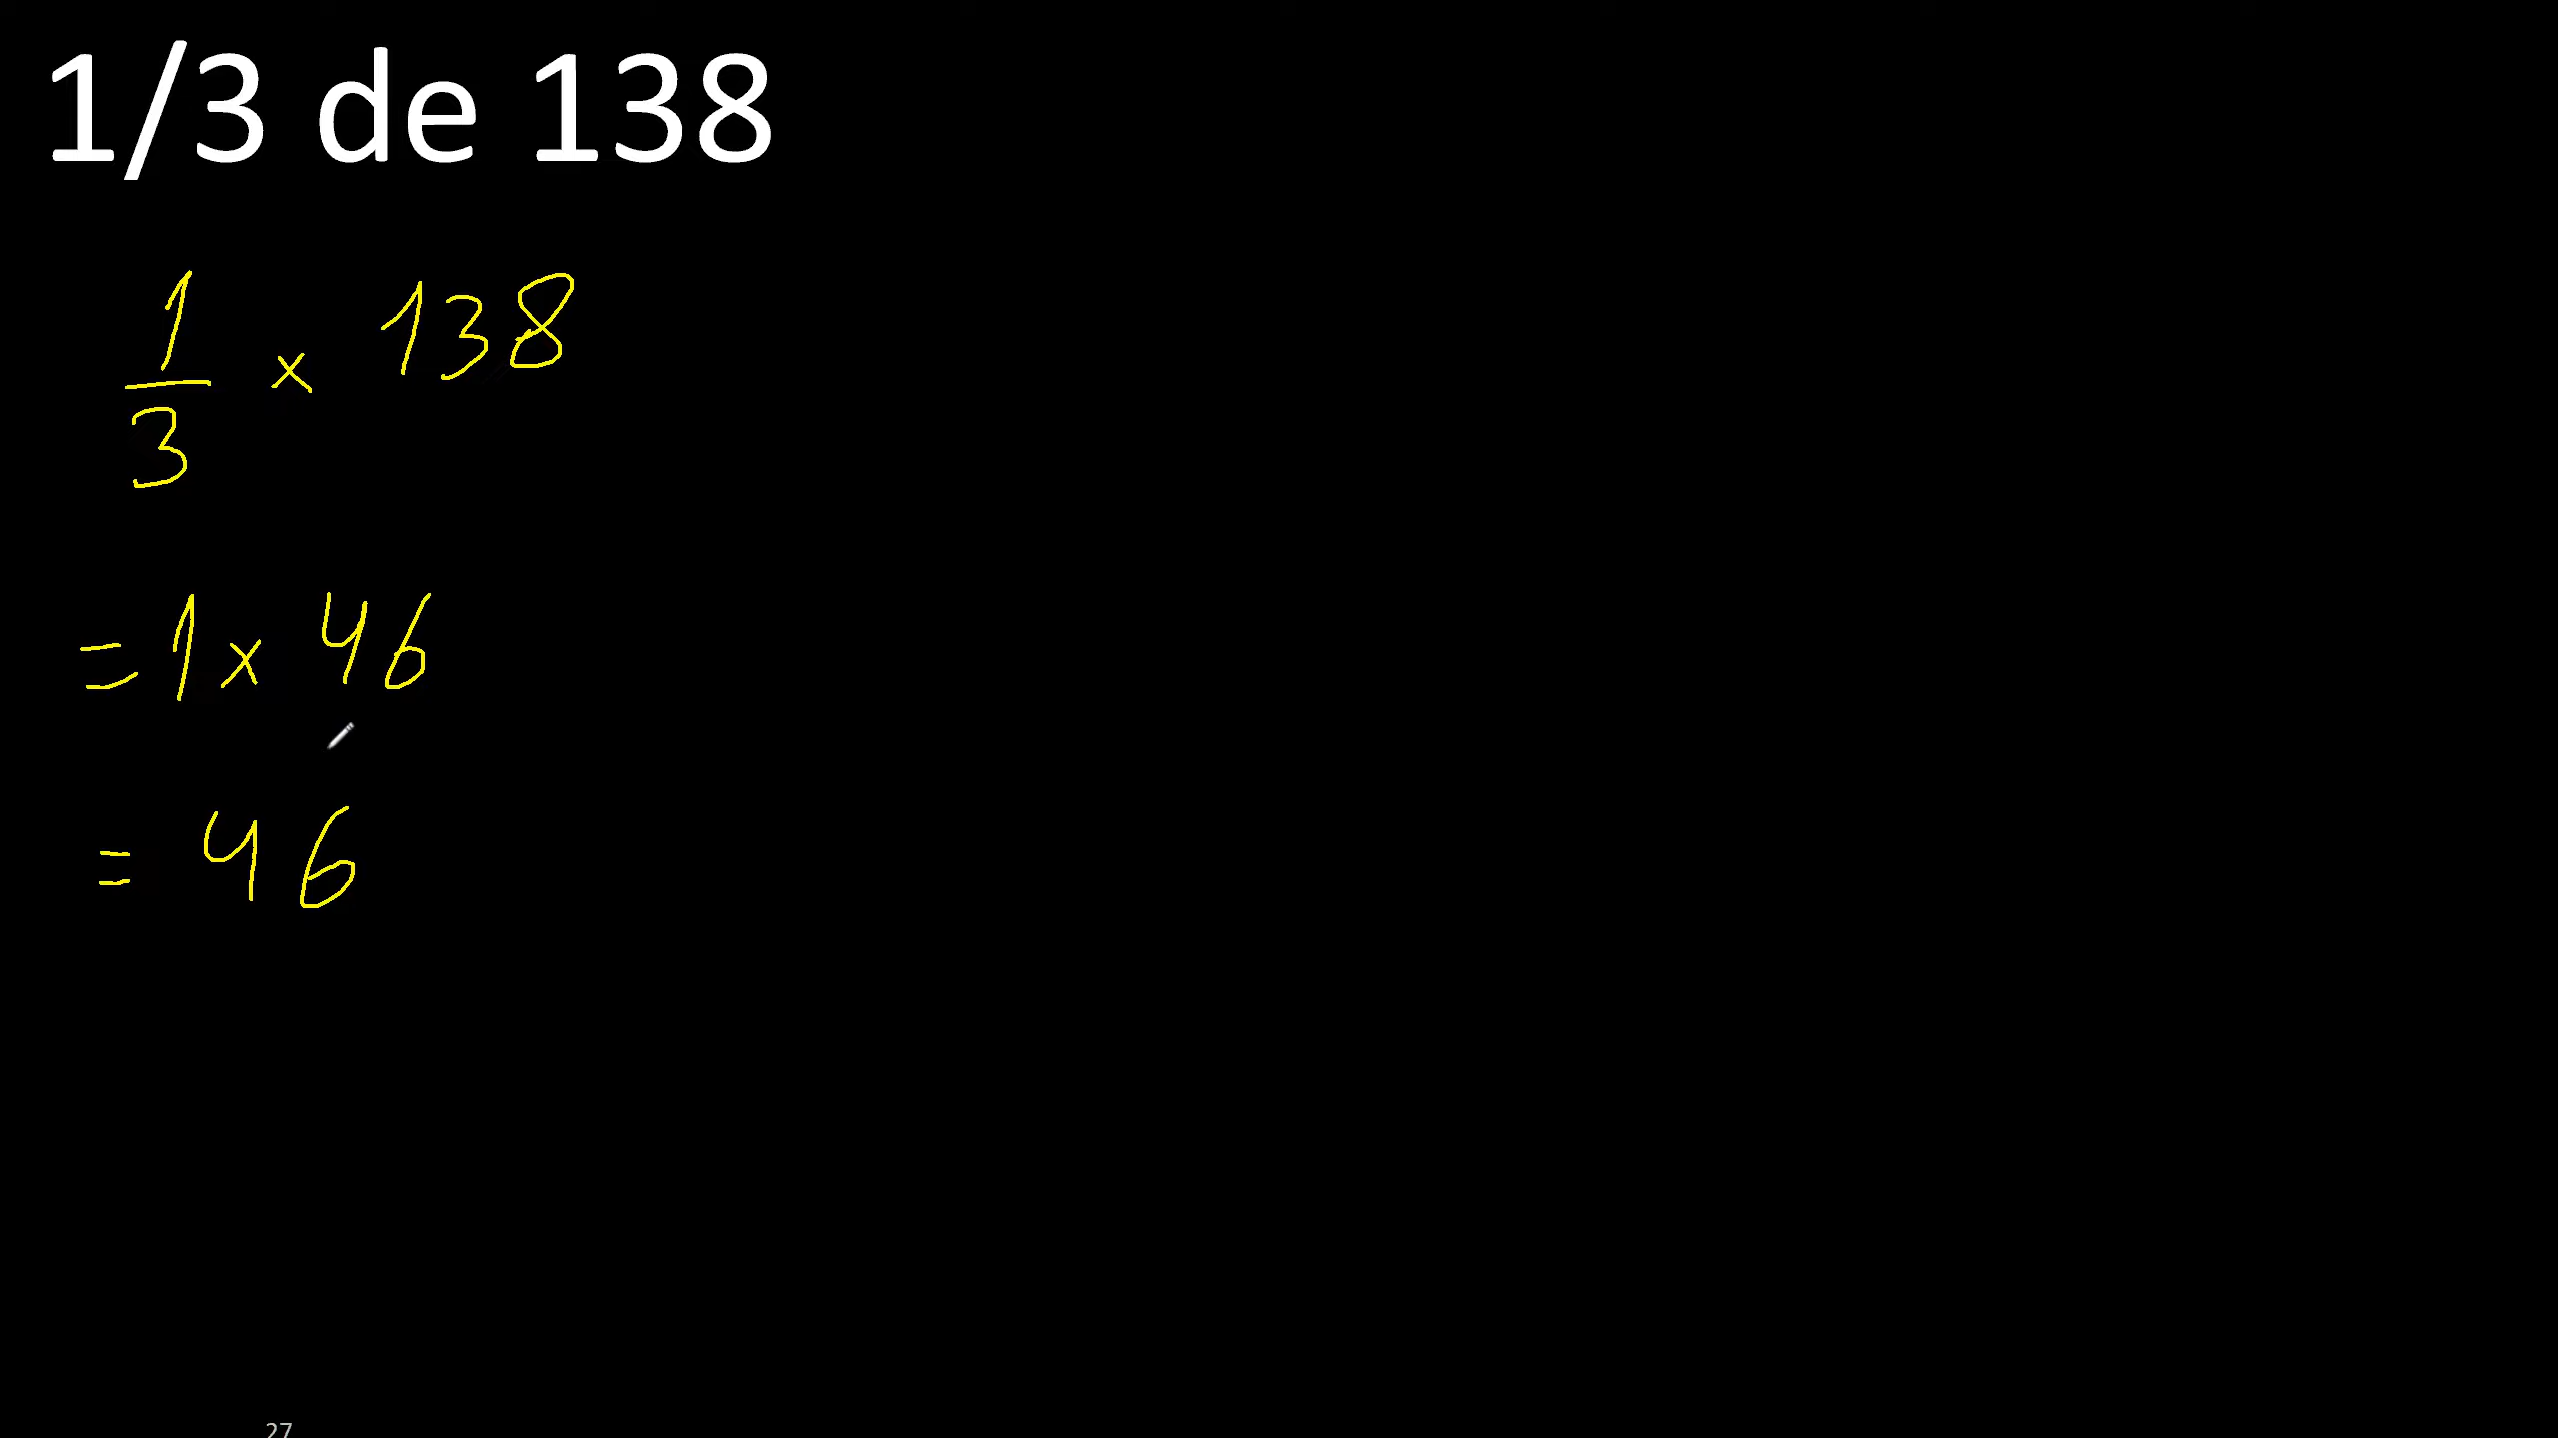 1/3 de 138
1/3 × 138
= 1 × 46
= 46
27